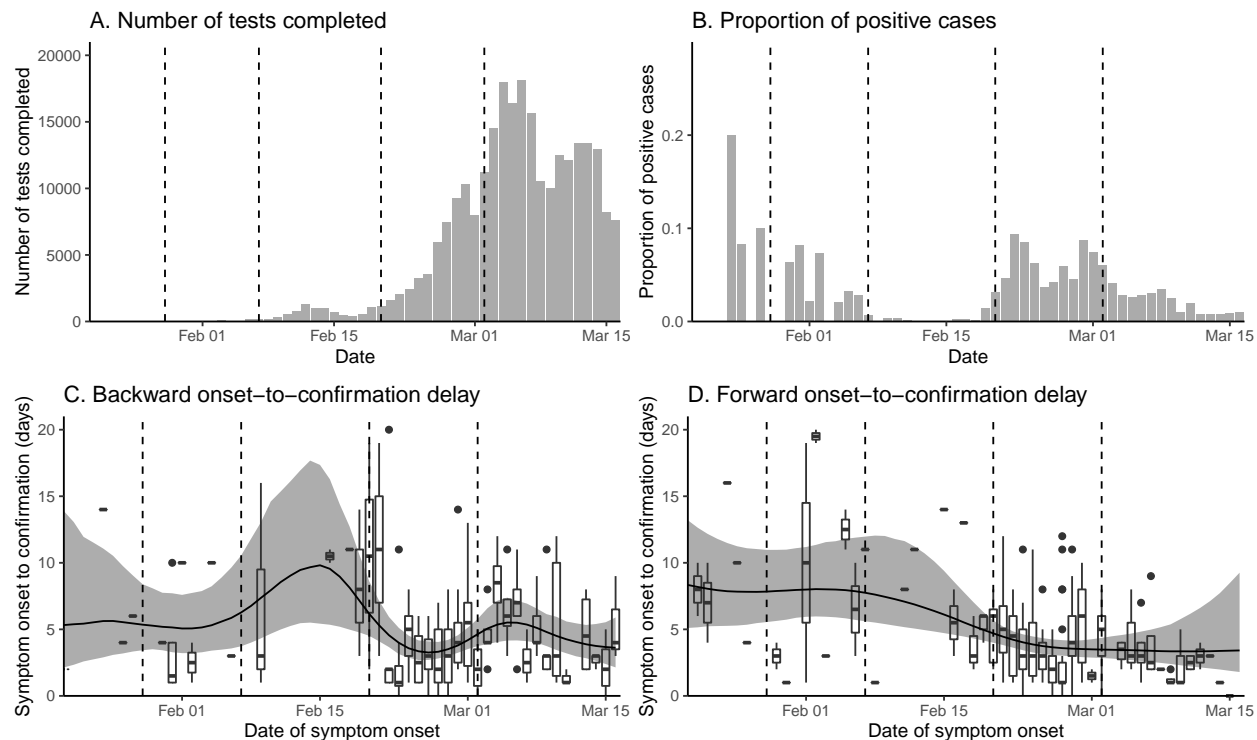 A. Number of tests completed
Number of tests completed
20000
15000
10000
5000
0
Feb 01
Feb 15
Mar 01
Mar 15
Date
B. Proportion of positive cases
Proportion of positive cases
0.2
0.1
0.0
Feb 01
Feb 15
Mar 01
Mar 15
Date
C. Backward onset−to−confirmation delay
Symptom onset to confirmation (days)
20
15
10
5
0
Feb 01
Feb 15
Mar 01
Mar 15
Date of symptom onset
D. Forward onset−to−confirmation delay
Symptom onset to confirmation (days)
20
15
10
5
0
Feb 01
Feb 15
Mar 01
Mar 15
Date of symptom onset